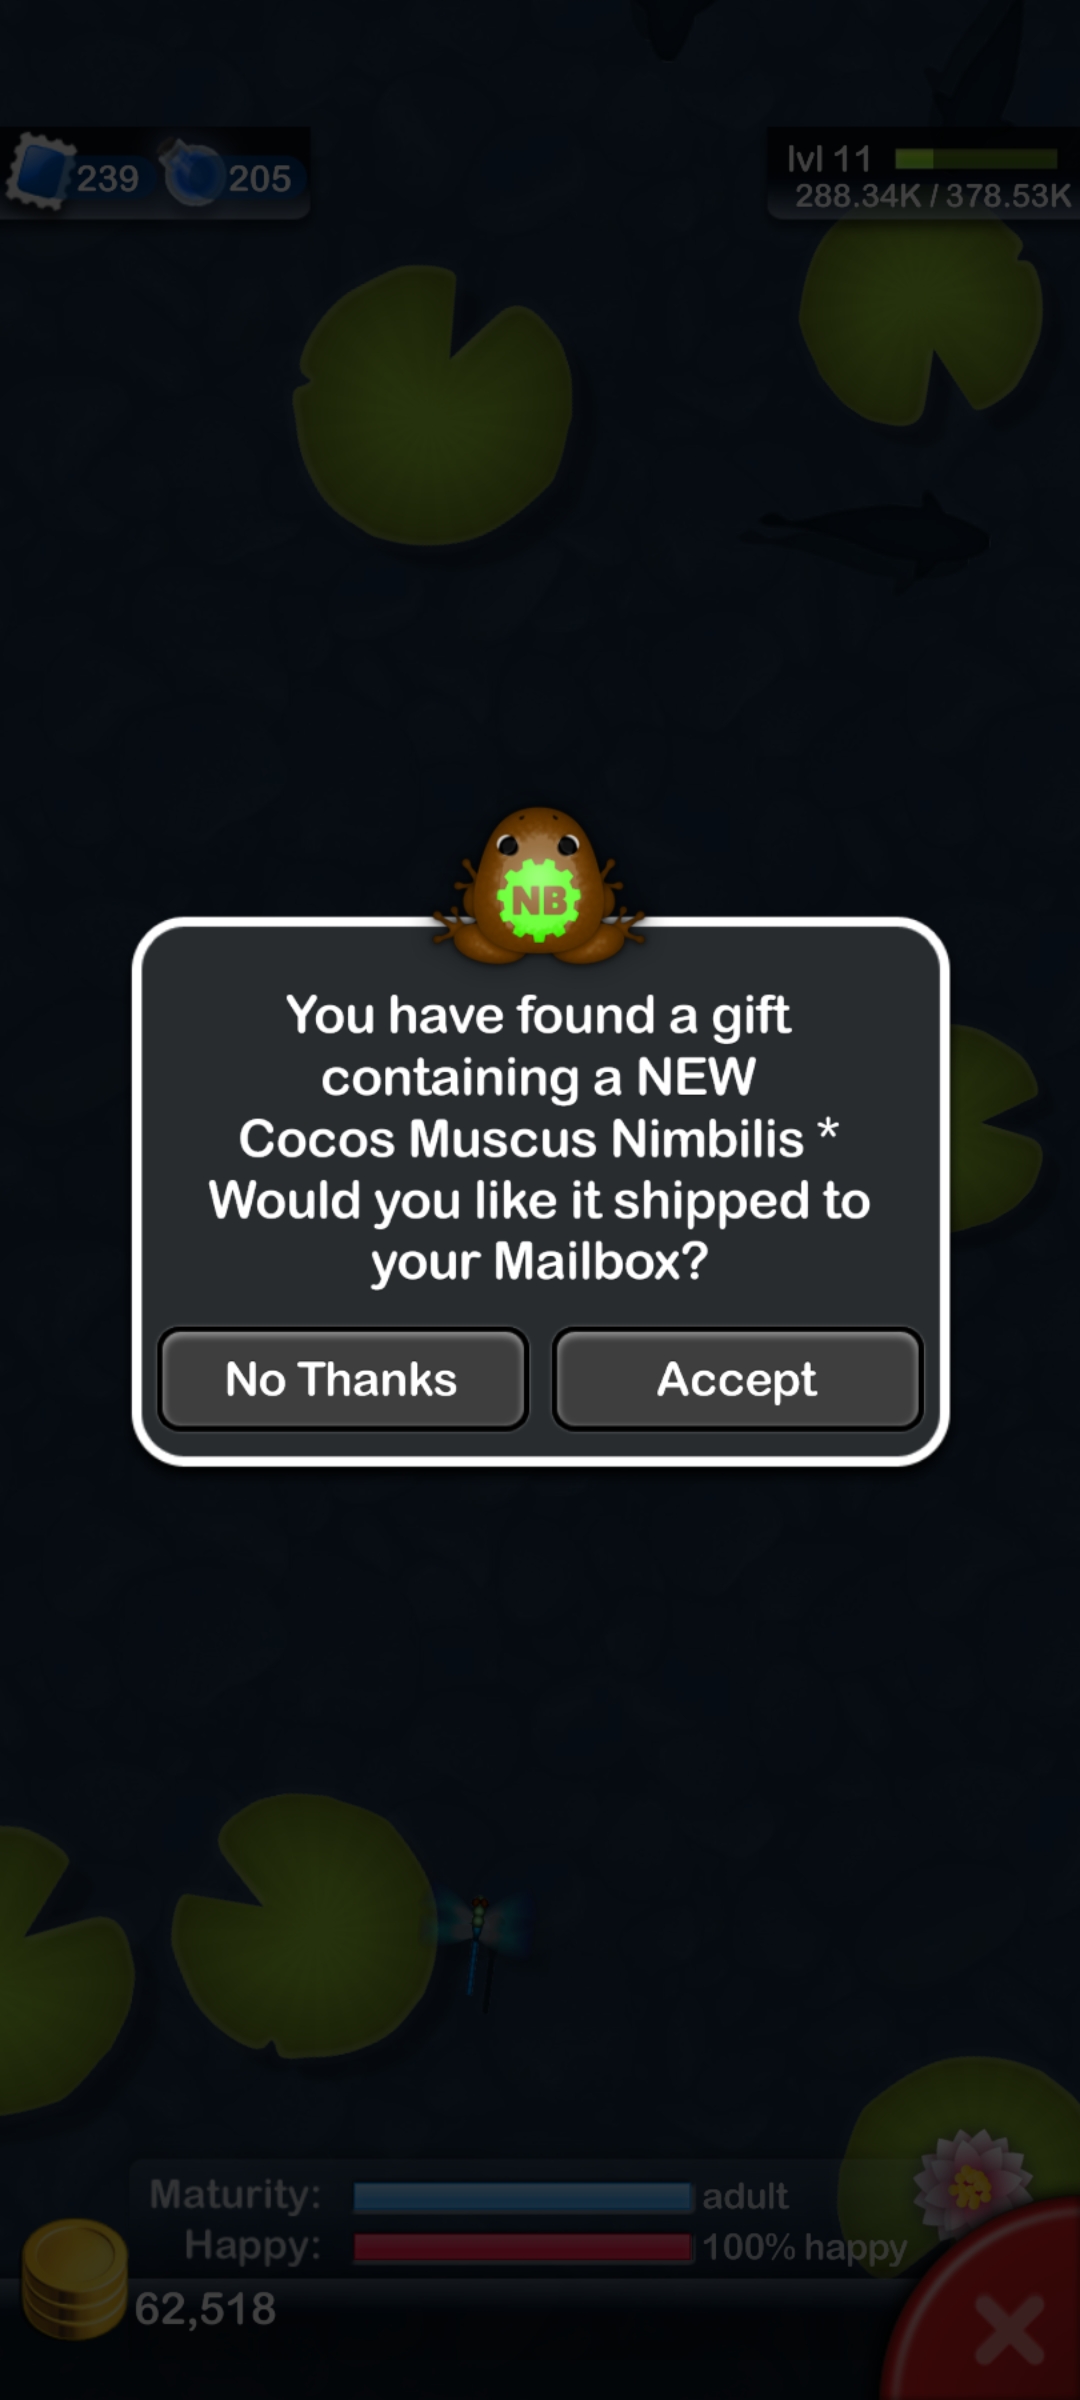 239 205
lvl 11
288.34K / 378.53K
NB
You have found a gift
containing a NEW
Cocos Muscus Nimbilis *
Would you like it shipped to
your Mailbox?
No Thanks Accept
Maturity: adult
Happy: 100% happy
62,518